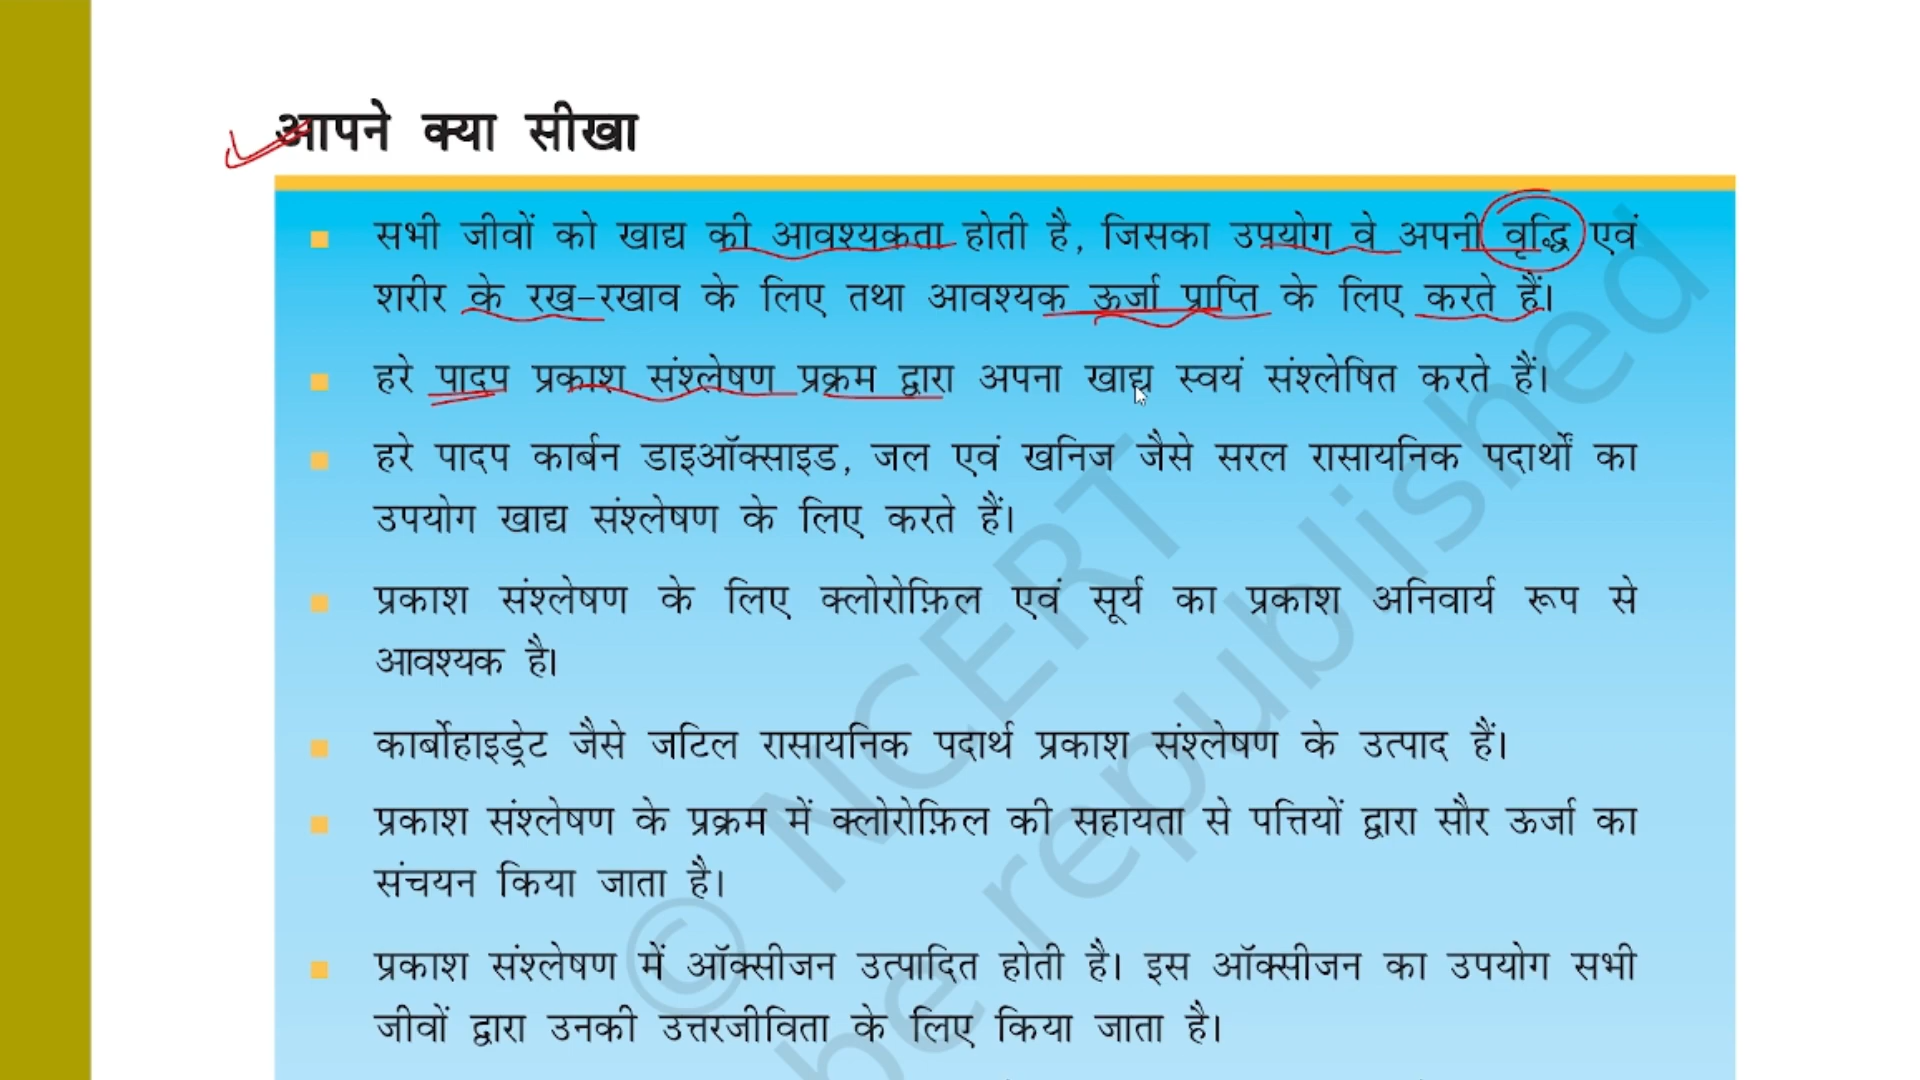 आपने क्या सीखा
सभी जीवों को खाद्य की आवश्यकता होती है, जिसका उपयोग वे अपनी वृद्धि एवं
शरीर के रख-रखाव के लिए तथा आवश्यक ऊर्जा प्राप्ति के लिए करते हैं।
हरे पादप प्रकाश संश्लेषण प्रक्रम द्वारा अपना खाद्य स्वयं संश्लेषित करते हैं।
हरे पादप कार्बन डाइऑक्साइड, जल एवं खनिज जैसे सरल रासायनिक पदार्थों का
उपयोग खाद्य संश्लेषण के लिए करते हैं।
प्रकाश संश्लेषण के लिए क्लोरोफ़िल एवं सूर्य का प्रकाश अनिवार्य रूप से
आवश्यक है।
कार्बोहाइड्रेट जैसे जटिल रासायनिक पदार्थ प्रकाश संश्लेषण के उत्पाद हैं।
प्रकाश संश्लेषण के प्रक्रम में क्लोरोफ़िल की सहायता से पत्तियों द्वारा सौर ऊर्जा का
संचयन किया जाता है।
प्रकाश संश्लेषण में ऑक्सीजन उत्पादित होती है। इस ऑक्सीजन का उपयोग सभी
जीवों द्वारा उनकी उत्तरजीविता के लिए किया जाता है।
© NCERT
be republished